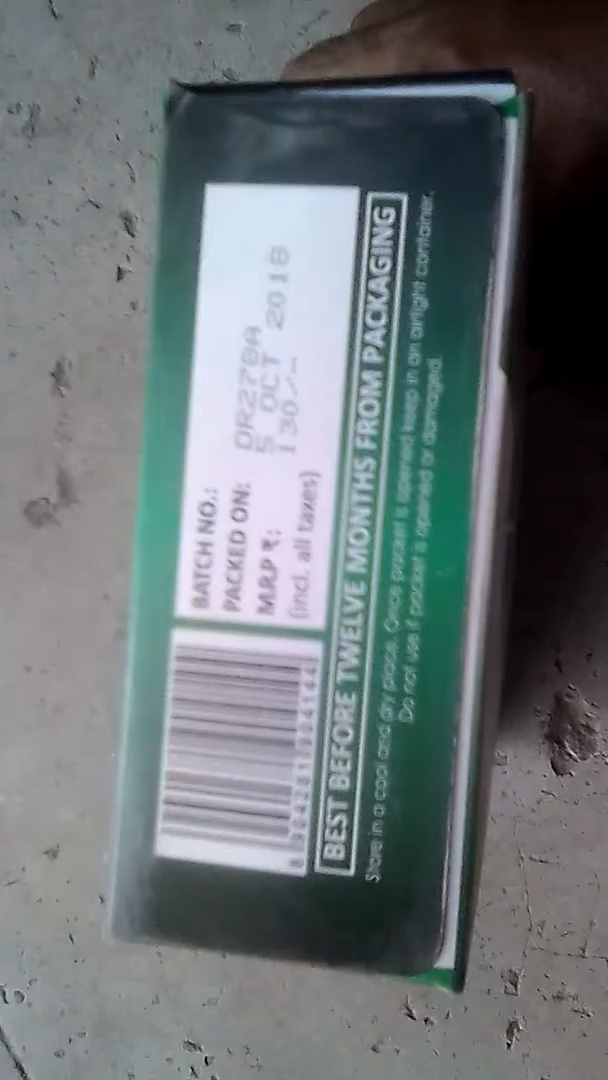 BATCH NO.: DR278A
PACKED ON: 5 OCT 2018
M.R.P ₹: 130/-
(incl. all taxes)
BEST BEFORE TWELVE MONTHS FROM PACKAGING
Store in a cool and dry place. Once packet is opened keep in an airtight container.
Do not use if packet is opened or damaged.